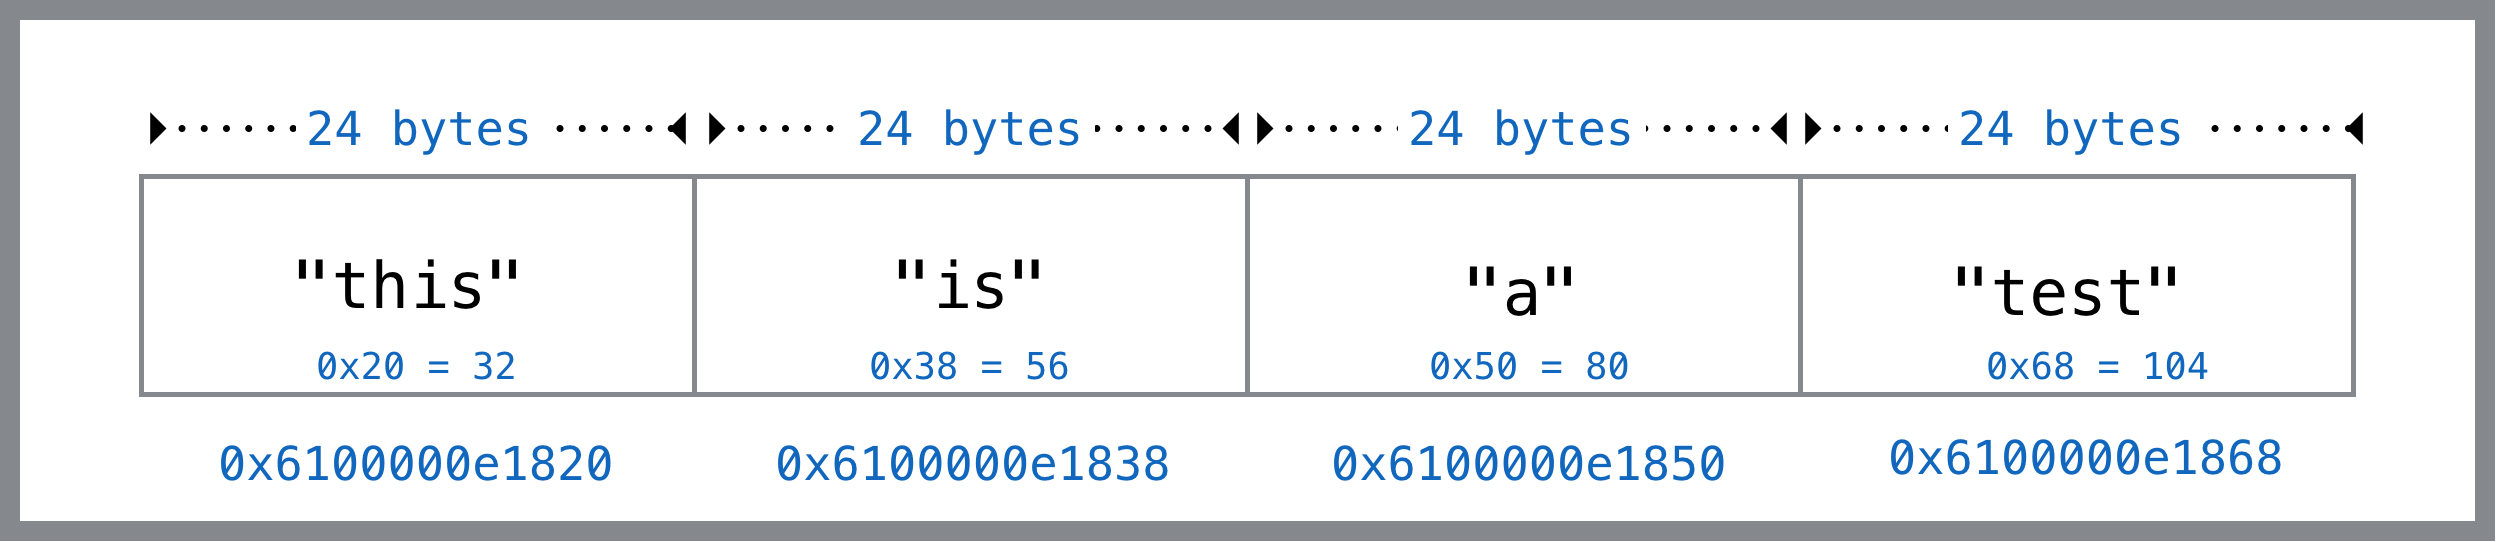 24 bytes 24 bytes 24 bytes 24 bytes
"this" "is" "a" "test"
0x20 = 32 0x38 = 56 0x50 = 80 0x68 = 104
0x6100000e1820 0x6100000e1838 0x6100000e1850 0x6100000e1868